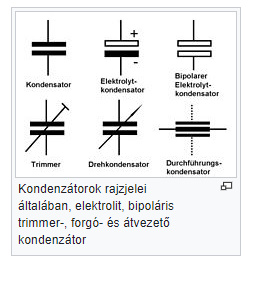 +
-
Kondensator
Elektrolyt-
kondensator
Bipolarer
Elektrolyt-
kondensator
Trimmer
Drehkondensator
Durchführungs-
kondensator
Kondenzátorok rajzjelei
általában, elektrolit, bipoláris
trimmer-, forgó- és átvezető
kondenzátor